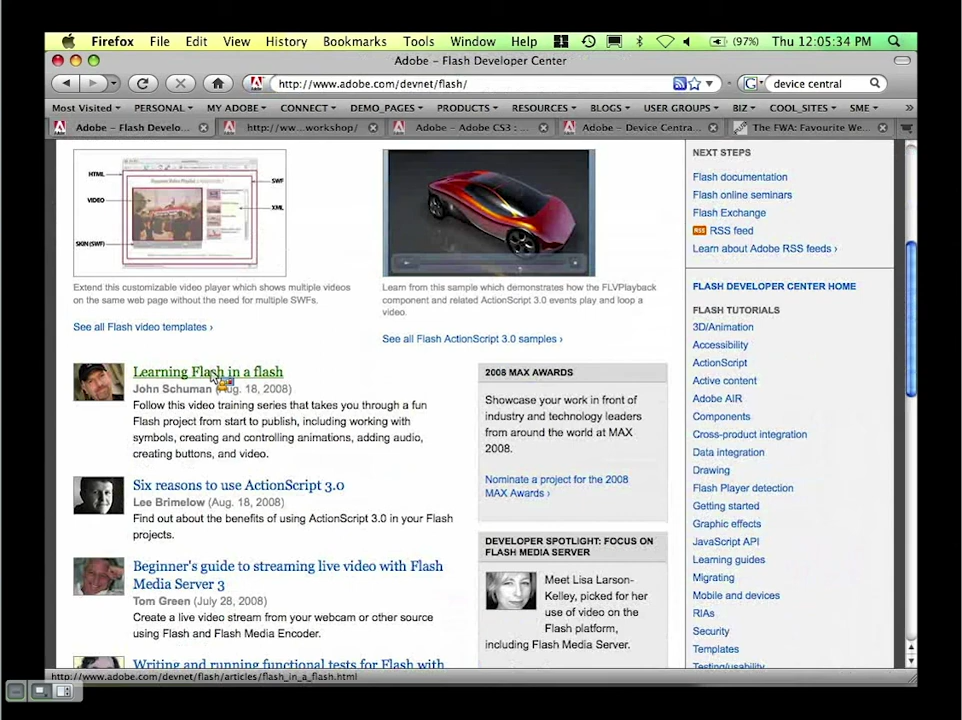 Firefox File Edit View History Bookmarks Tools Window Help (97%) Thu 12:05:34 PM
Adobe – Flash Developer Center
http://www.adobe.com/devnet/flash/
device central
Most Visited PERSONAL MY ADOBE CONNECT DEMO_PAGES PRODUCTS RESOURCES BLOGS USER GROUPS BIZ COOL_SITES SME »
Adobe – Flash Develo...
http://ww...workshop/
Adobe - Adobe CS3 : ...
Adobe - Device Centra...
The FWA: Favourite We...
HTML
VIDEO
SKIN (SWF)
SWF
XML
Extend this customizable video player which shows multiple videos
on the same web page without the need for multiple SWFs.
See all Flash video templates ›
Learn from this sample which demonstrates how the FLVPlayback
component and related ActionScript 3.0 events play and loop a
video.
See all Flash ActionScript 3.0 samples ›
Learning Flash in a flash
John Schuman (Aug. 18, 2008)
Follow this video training series that takes you through a fun
Flash project from start to publish, including working with
symbols, creating and controlling animations, adding audio,
creating buttons, and video.
Six reasons to use ActionScript 3.0
Lee Brimelow (Aug. 18, 2008)
Find out about the benefits of using ActionScript 3.0 in your Flash
projects.
Beginner's guide to streaming live video with Flash
Media Server 3
Tom Green (July 28, 2008)
Create a live video stream from your webcam or other source
using Flash and Flash Media Encoder.
Writing and running functional tests for Flash with
2008 MAX AWARDS
Showcase your work in front of
industry and technology leaders
from around the world at MAX
2008.
Nominate a project for the 2008
MAX Awards ›
DEVELOPER SPOTLIGHT: FOCUS ON
FLASH MEDIA SERVER
Meet Lisa Larson-
Kelley, picked for her
use of video on the
Flash platform,
including Flash Media Server.
NEXT STEPS
Flash documentation
Flash online seminars
Flash Exchange
RSS RSS feed
Learn about Adobe RSS feeds ›
FLASH DEVELOPER CENTER HOME
FLASH TUTORIALS
3D/Animation
Accessibility
ActionScript
Active content
Adobe AIR
Components
Cross-product integration
Data integration
Drawing
Flash Player detection
Getting started
Graphic effects
JavaScript API
Learning guides
Migrating
Mobile and devices
RIAs
Security
Templates
Testing/usability
http://www.adobe.com/devnet/flash/articles/flash_in_a_flash.html